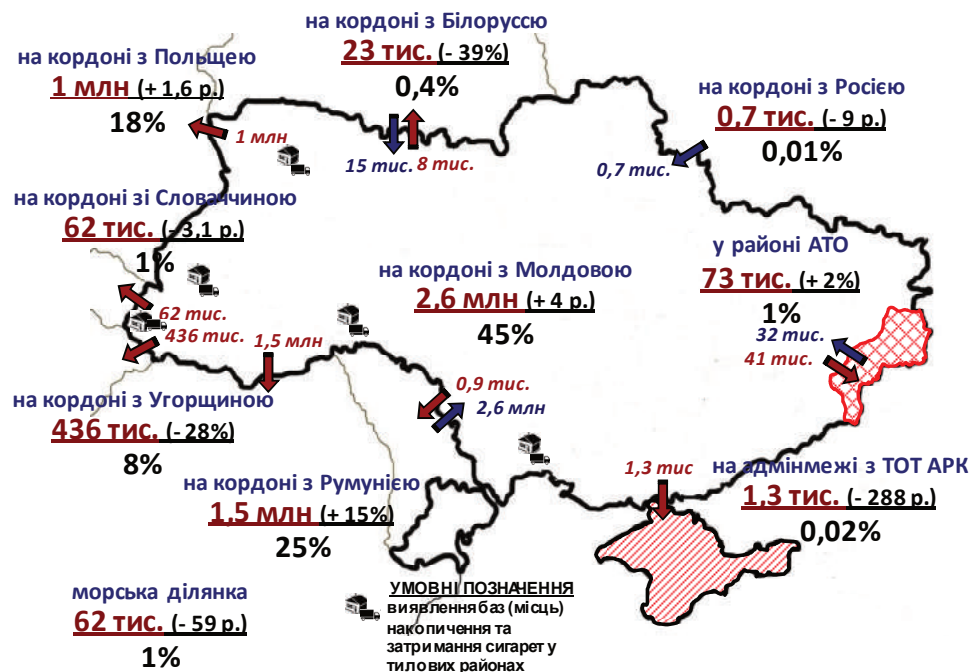 на кордоні з Білоруссю
23 тис. (- 39%)
0,4%
на кордоні з Польщею
1 млн (+ 1,6 р.)
18%
1 млн
15 тис.
8 тис.
на кордоні з Росією
0,7 тис. (- 9 р.)
0,01%
0,7 тис.
на кордоні зі Словаччиною
62 тис. (- 3,1 р.)
1%
62 тис.
436 тис.
1,5 млн
на кордоні з Молдовою
2,6 млн (+ 4 р.)
45%
у районі АТО
73 тис. (+ 2%)
1%
32 тис.
41 тис.
0,9 тис.
2,6 млн
на кордоні з Угорщиною
436 тис. (- 28%)
8%
на кордоні з Румунією
1,5 млн (+ 15%)
25%
1,3 тис
на адмінмежі з ТОТ АРК
1,3 тис. (- 288 р.)
0,02%
морська ділянка
62 тис. (- 59 р.)
1%
УМОВНІ ПОЗНАЧЕННЯ
виявлення баз (місць)
накопичення та
затримання сигарет у
тилових районах